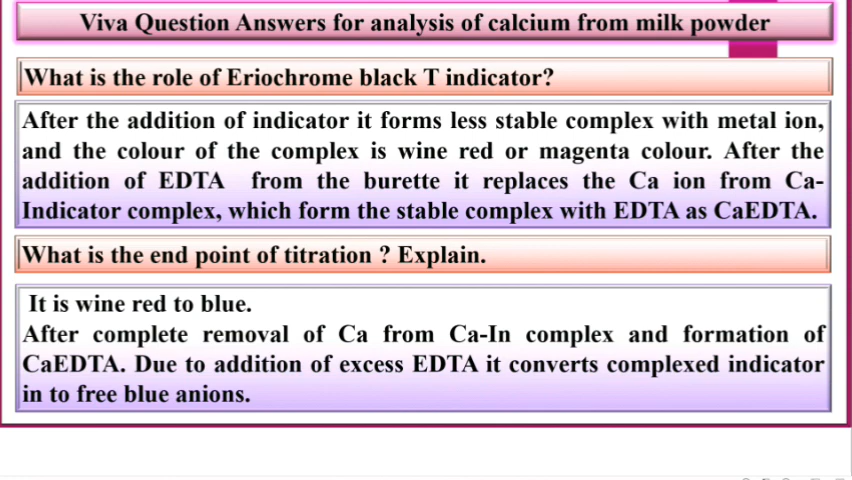 Viva Question Answers for analysis of calcium from milk powder
What is the role of Eriochrome black T indicator?
After the addition of indicator it forms less stable complex with metal ion,
and the colour of the complex is wine red or magenta colour. After the
addition of EDTA from the burette it replaces the Ca ion from Ca-
Indicator complex, which form the stable complex with EDTA as CaEDTA.
What is the end point of titration ? Explain.
It is wine red to blue.
After complete removal of Ca from Ca-In complex and formation of
CaEDTA. Due to addition of excess EDTA it converts complexed indicator
in to free blue anions.